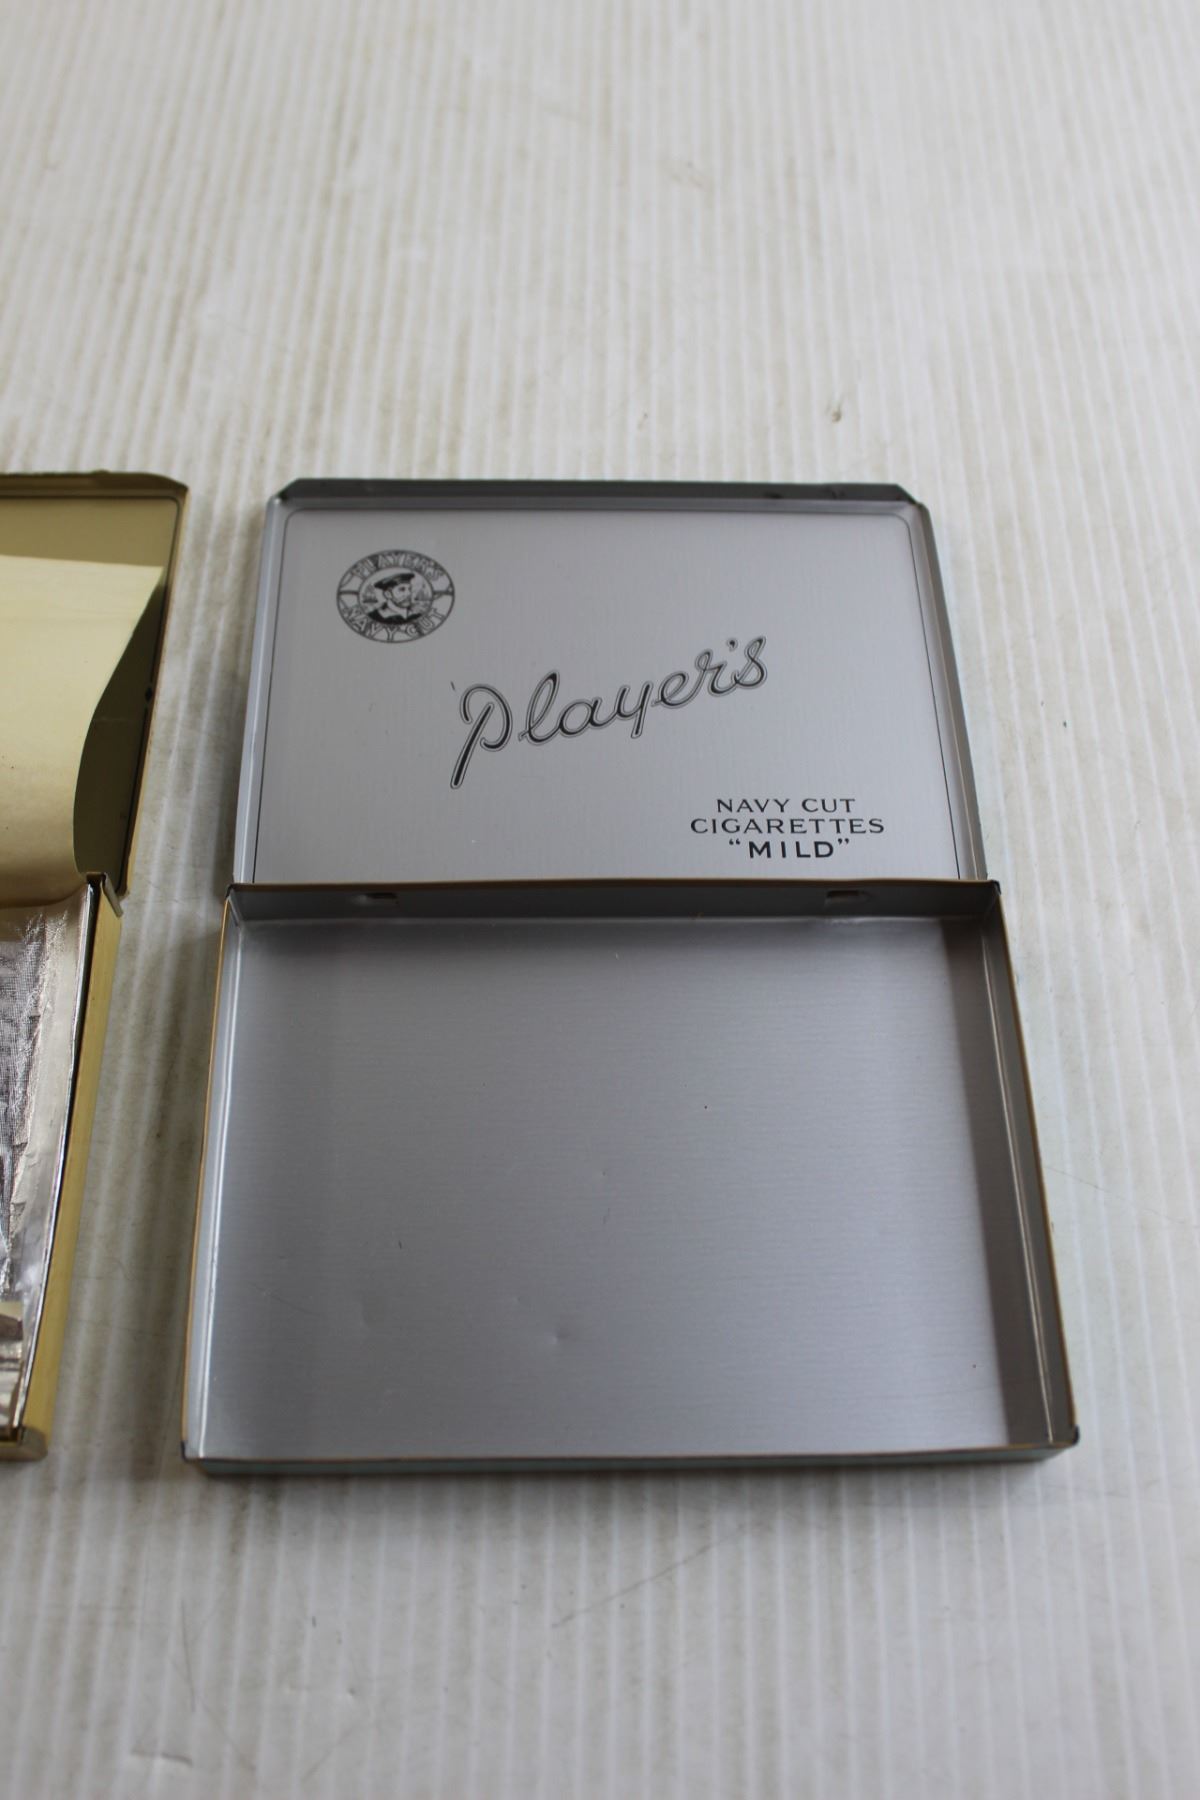 PLAYER'S
NAVY CUT
Player's
NAVY CUT
CIGARETTES
"MILD"